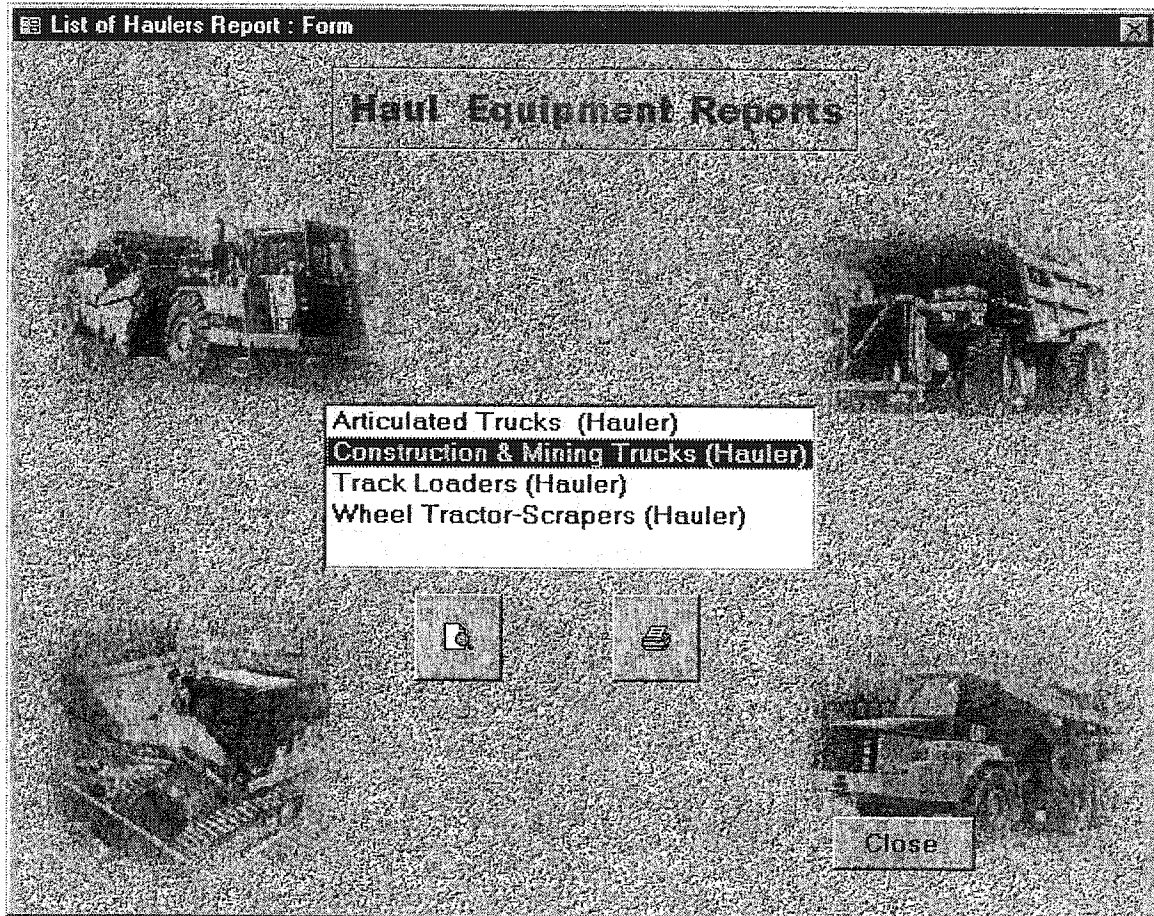 List of Haulers Report : Form
Haul Equipment Reports
Articulated Trucks (Hauler)
Construction & Mining Trucks (Hauler)
Track Loaders (Hauler)
Wheel Tractor-Scrapers (Hauler)
Close